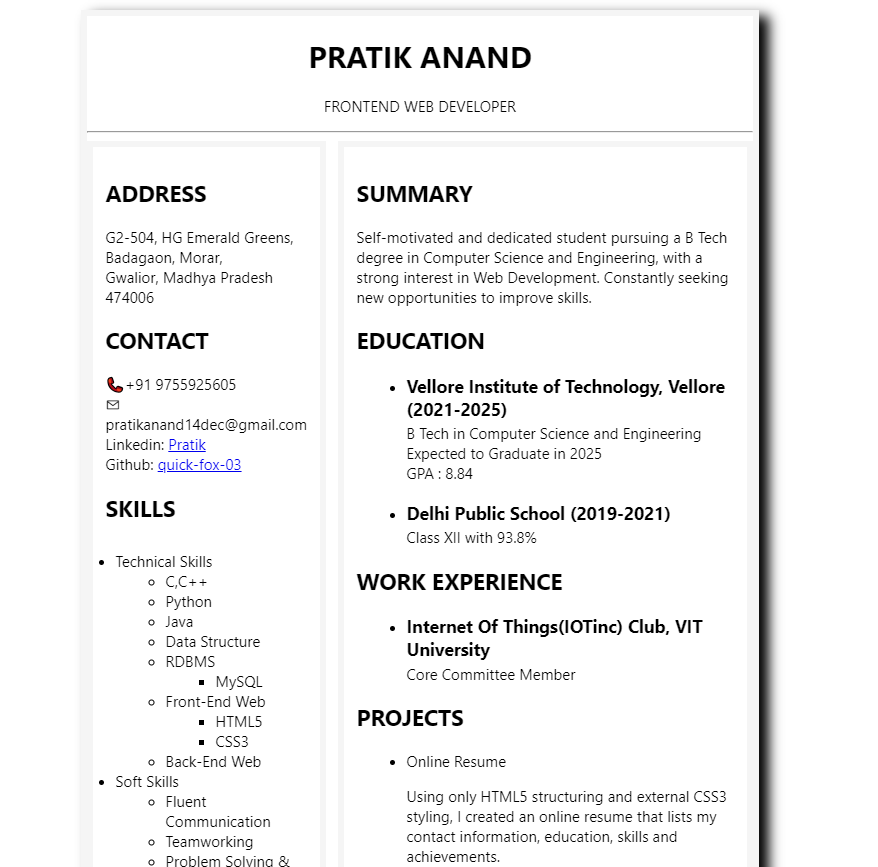 PRATIK ANAND
FRONTEND WEB DEVELOPER
ADDRESS
G2-504, HG Emerald Greens,
Badagaon, Morar,
Gwalior, Madhya Pradesh
474006
CONTACT
+91 9755925605
pratikanand14dec@gmail.com
Linkedin: Pratik
Github: quick-fox-03
SKILLS
Technical Skills
C,C++
Python
Java
Data Structure
RDBMS
MySQL
Front-End Web
HTML5
CSS3
Back-End Web
Soft Skills
Fluent
Communication
Teamworking
Problem Solving &
SUMMARY
Self-motivated and dedicated student pursuing a B Tech
degree in Computer Science and Engineering, with a
strong interest in Web Development. Constantly seeking
new opportunities to improve skills.
EDUCATION
Vellore Institute of Technology, Vellore
(2021-2025)
B Tech in Computer Science and Engineering
Expected to Graduate in 2025
GPA : 8.84
Delhi Public School (2019-2021)
Class XII with 93.8%
WORK EXPERIENCE
Internet Of Things(IOTinc) Club, VIT
University
Core Committee Member
PROJECTS
Online Resume
Using only HTML5 structuring and external CSS3
styling, I created an online resume that lists my
contact information, education, skills and
achievements.